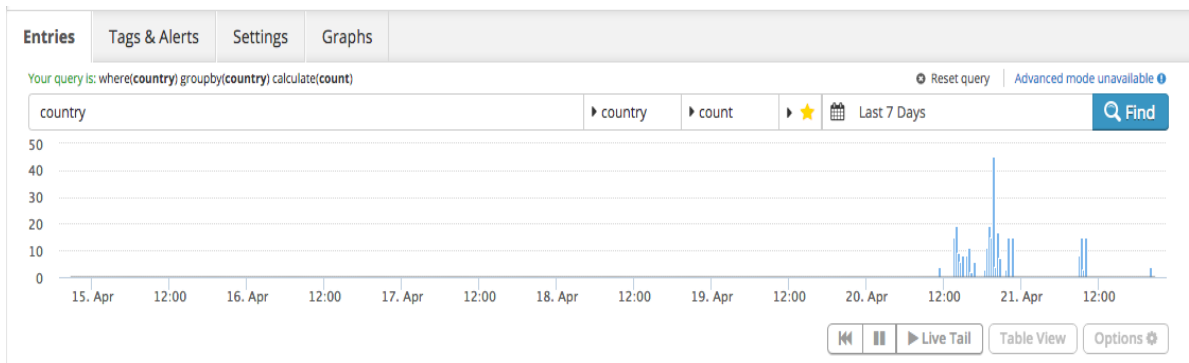 Entries Tags & Alerts Settings Graphs
Your query is: where(country) groupby(country) calculate(count) Reset query Advanced mode unavailable
country country count Last 7 Days Find
50
40
30
20
10
0
15. Apr 12:00 16. Apr 12:00 17. Apr 12:00 18. Apr 12:00 19. Apr 12:00 20. Apr 12:00 21. Apr 12:00
Live Tail Table View Options